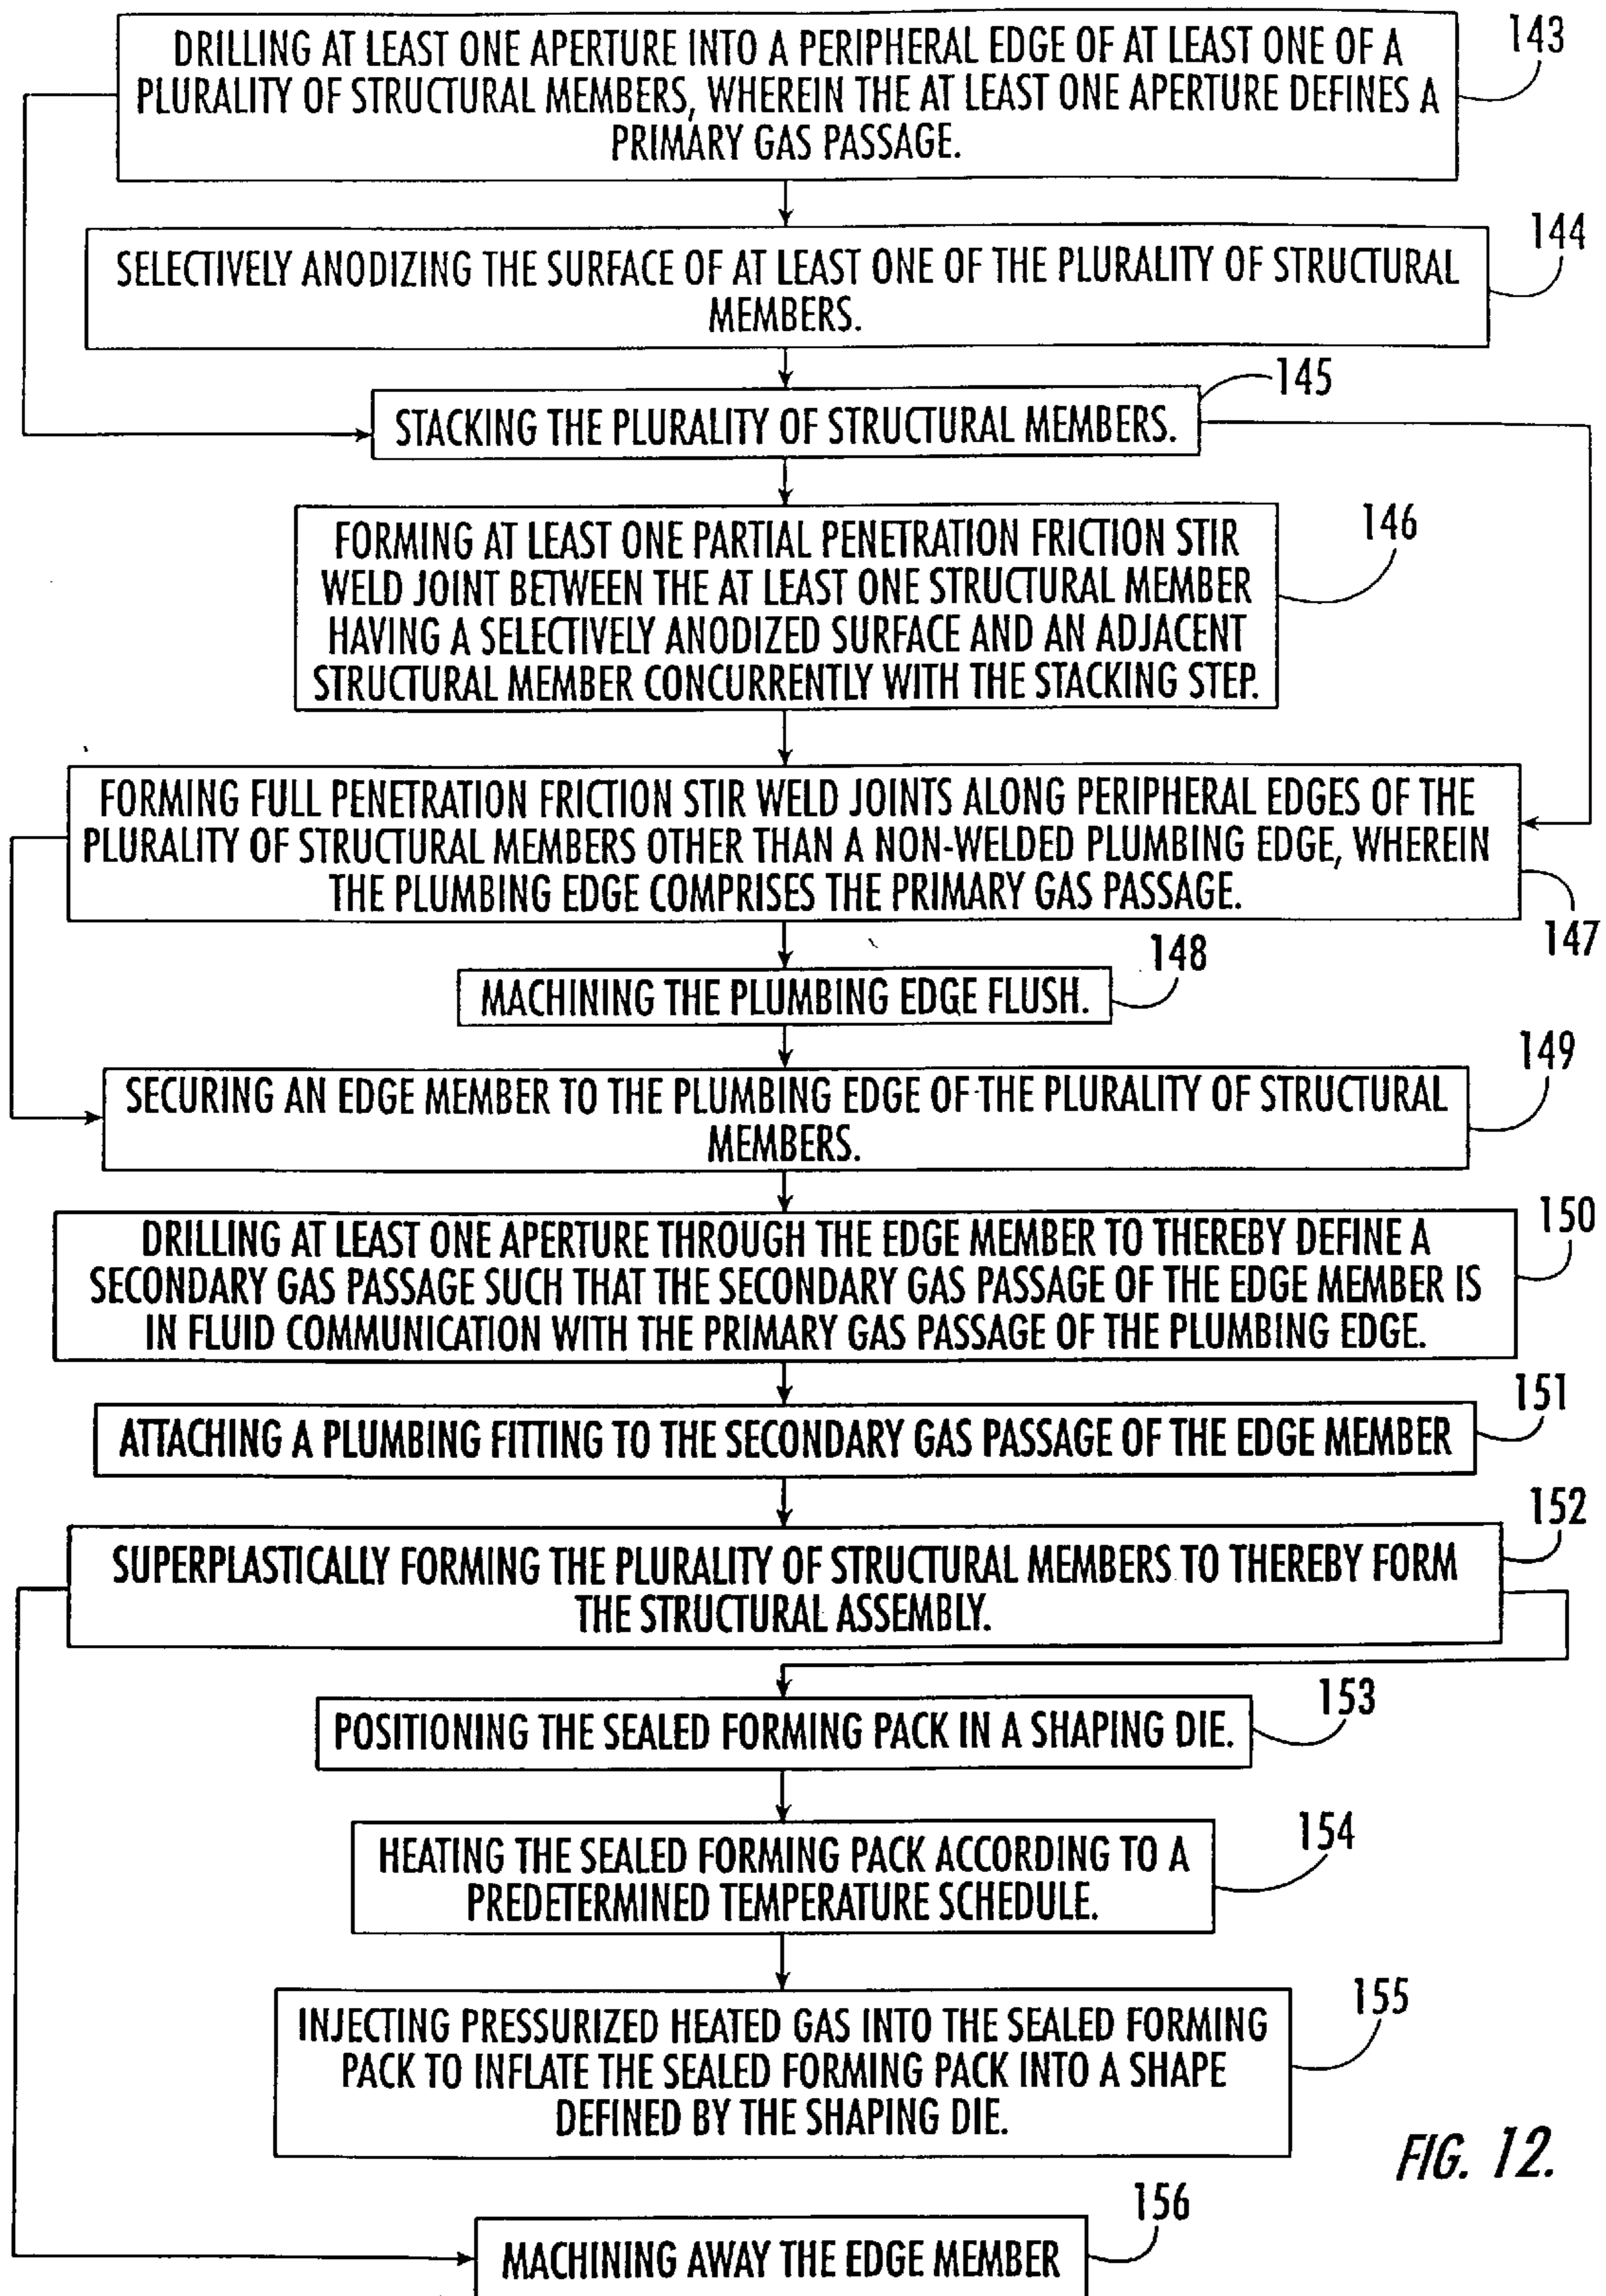 DRILLING AT LEAST ONE APERTURE INTO A PERIPHERAL EDGE OF AT LEAST ONE OF A
PLURALITY OF STRUCTURAL MEMBERS, WHEREIN THE AT LEAST ONE APERTURE DEFINES A
PRIMARY GAS PASSAGE.
143
SELECTIVELY ANODIZING THE SURFACE OF AT LEAST ONE OF THE PLURALITY OF STRUCTURAL
MEMBERS.
144
STACKING THE PLURALITY OF STRUCTURAL MEMBERS.
145
FORMING AT LEAST ONE PARTIAL PENETRATION FRICTION STIR
WELD JOINT BETWEEN THE AT LEAST ONE STRUCTURAL MEMBER
HAVING A SELECTIVELY ANODIZED SURFACE AND AN ADJACENT
STRUCTURAL MEMBER CONCURRENTLY WITH THE STACKING STEP.
146
FORMING FULL PENETRATION FRICTION STIR WELD JOINTS ALONG PERIPHERAL EDGES OF THE
PLURALITY OF STRUCTURAL MEMBERS OTHER THAN A NON-WELDED PLUMBING EDGE, WHEREIN
THE PLUMBING EDGE COMPRISES THE PRIMARY GAS PASSAGE.
147
MACHINING THE PLUMBING EDGE FLUSH.
148
SECURING AN EDGE MEMBER TO THE PLUMBING EDGE OF THE PLURALITY OF STRUCTURAL
MEMBERS.
149
DRILLING AT LEAST ONE APERTURE THROUGH THE EDGE MEMBER TO THEREBY DEFINE A
SECONDARY GAS PASSAGE SUCH THAT THE SECONDARY GAS PASSAGE OF THE EDGE MEMBER IS
IN FLUID COMMUNICATION WITH THE PRIMARY GAS PASSAGE OF THE PLUMBING EDGE.
150
ATTACHING A PLUMBING FITTING TO THE SECONDARY GAS PASSAGE OF THE EDGE MEMBER
151
SUPERPLASTICALLY FORMING THE PLURALITY OF STRUCTURAL MEMBERS TO THEREBY FORM
THE STRUCTURAL ASSEMBLY.
152
POSITIONING THE SEALED FORMING PACK IN A SHAPING DIE.
153
HEATING THE SEALED FORMING PACK ACCORDING TO A
PREDETERMINED TEMPERATURE SCHEDULE.
154
INJECTING PRESSURIZED HEATED GAS INTO THE SEALED FORMING
PACK TO INFLATE THE SEALED FORMING PACK INTO A SHAPE
DEFINED BY THE SHAPING DIE.
155
FIG. 12.
MACHINING AWAY THE EDGE MEMBER
156